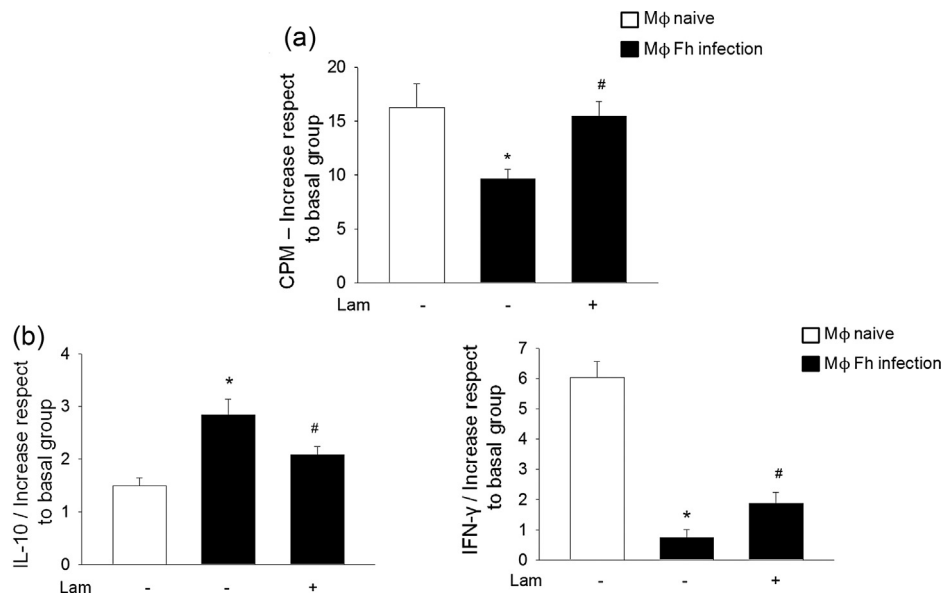 (a)
Mϕ naive
Mϕ Fh infection
CPM – Increase respect
to basal group
20
15
10
5
0
*
#
Lam - - +
(b)
IL-10 / Increase respect
to basal group
4
3
2
1
0
*
#
Lam - - +
Mϕ naive
Mϕ Fh infection
IFN-γ / Increase respect
to basal group
7
6
5
4
3
2
1
0
*
#
Lam - - +